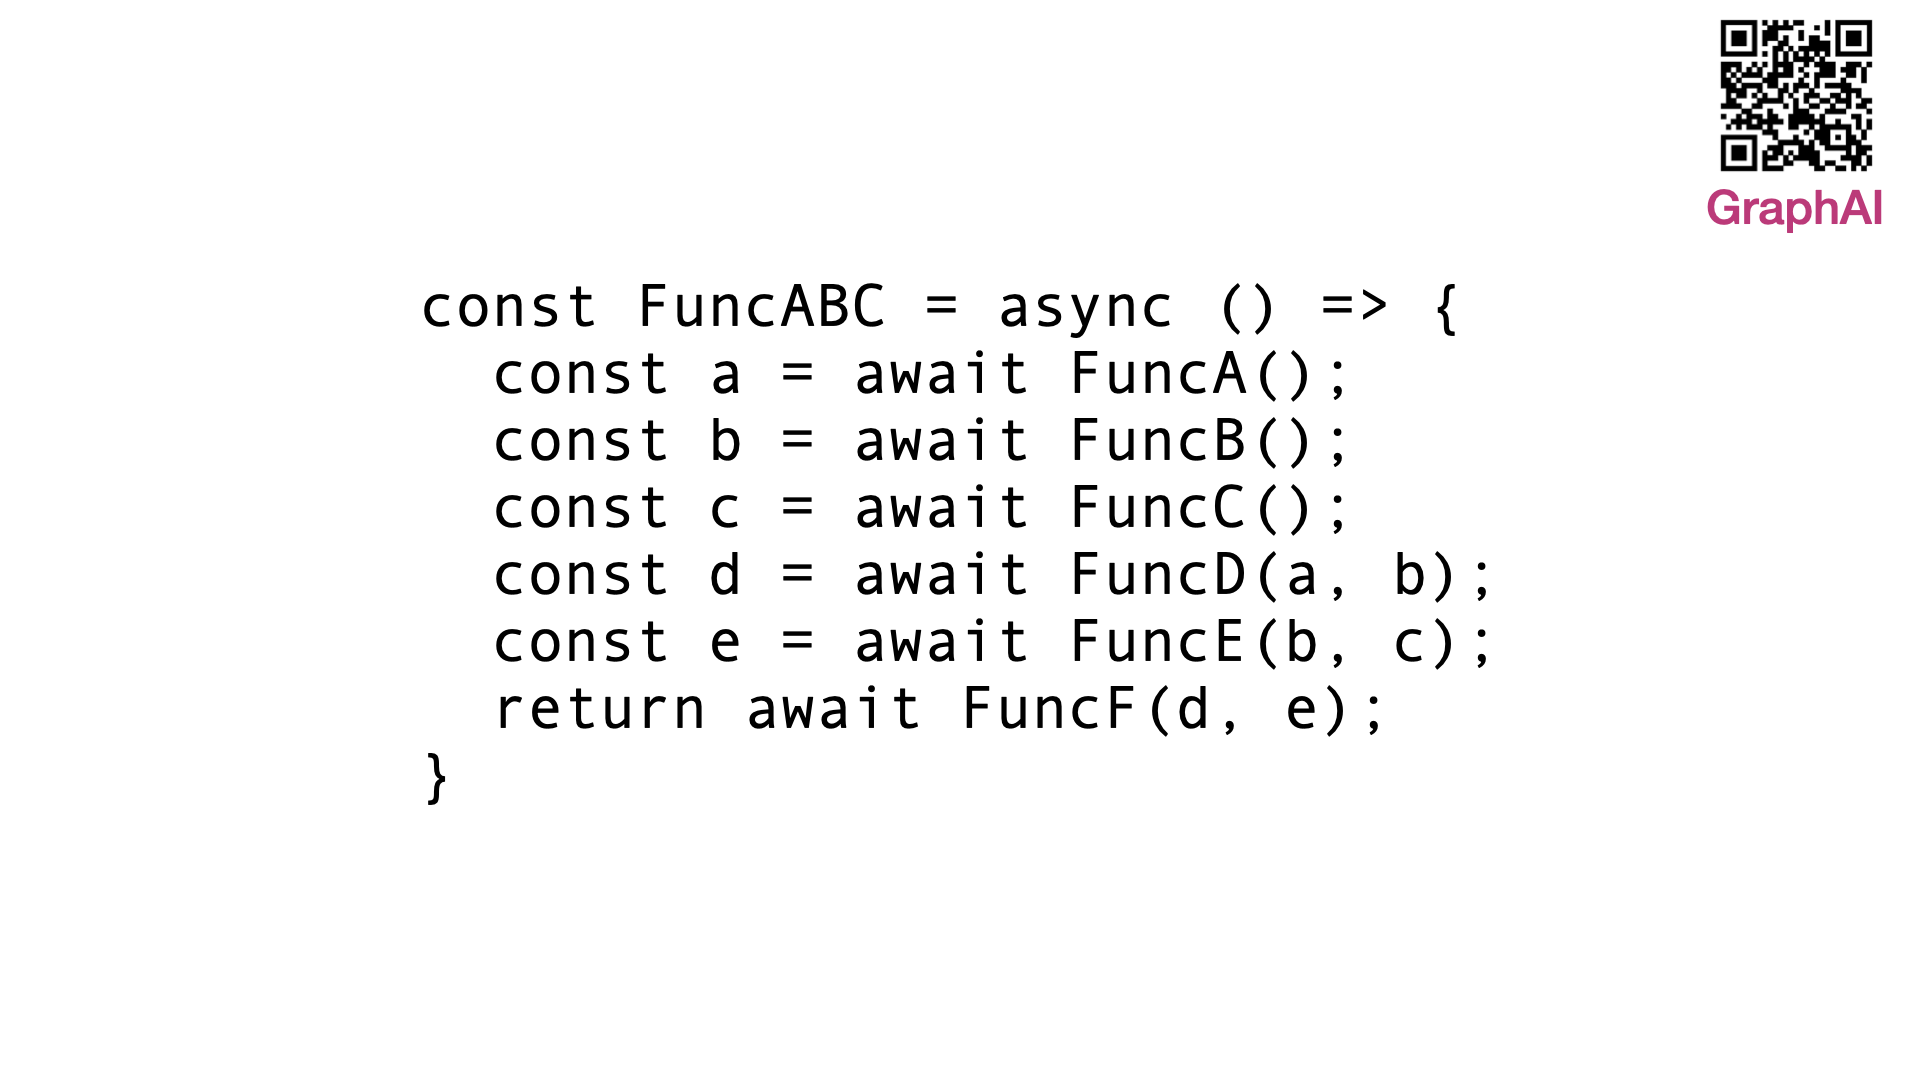 GraphAI
const FuncABC = async () => {
  const a = await FuncA();
  const b = await FuncB();
  const c = await FuncC();
  const d = await FuncD(a, b);
  const e = await FuncE(b, c);
  return await FuncF(d, e);
}